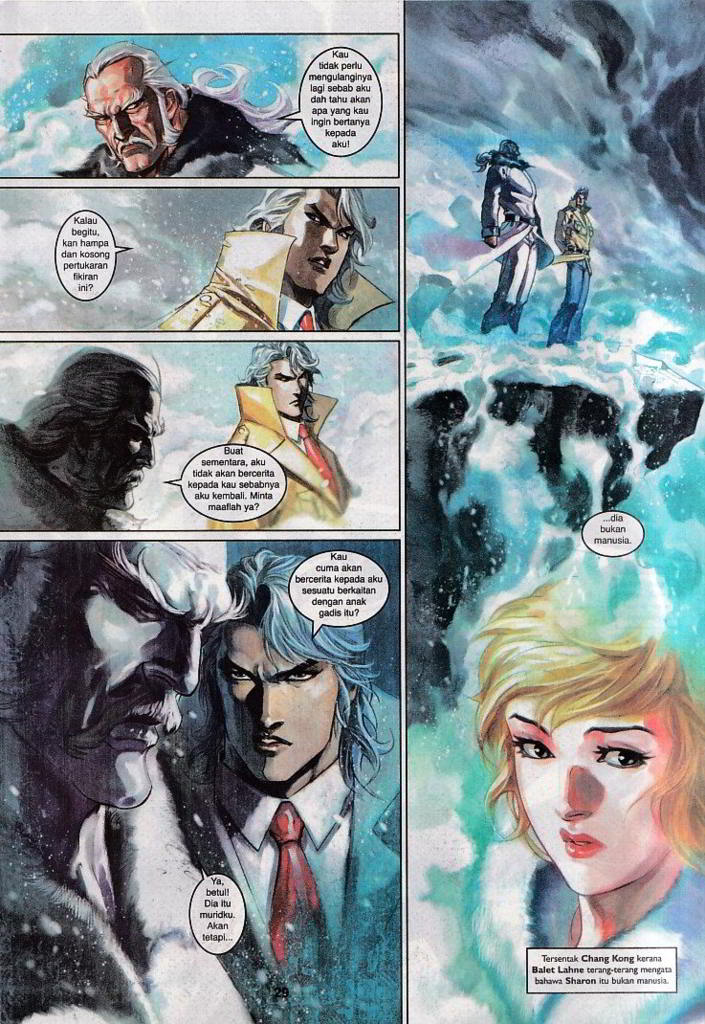 Kau
tidak perlu
mengulanginya
lagi sebab aku
dah tahu akan
apa yang kau
ingin bertanya
kepada
aku!
Kalau
begitu,
kan hampa
dan kosong
pertukaran
fikiran
ini?
Buat
sementara, aku
tidak akan bercerita
kepada kau sebabnya
aku kembali. Minta
maaflah ya?
Kau
cuma akan
bercerita kepada aku
sesuatu berkaitan
dengan anak
gadis itu?
Ya,
betul!
Dia itu
muridku.
Akan
tetapi...
29
...dia
bukan
manusia.
Tersentak Chang Kong kerana
Balet Lahne terang-terang mengata
bahawa Sharon itu bukan manusia.